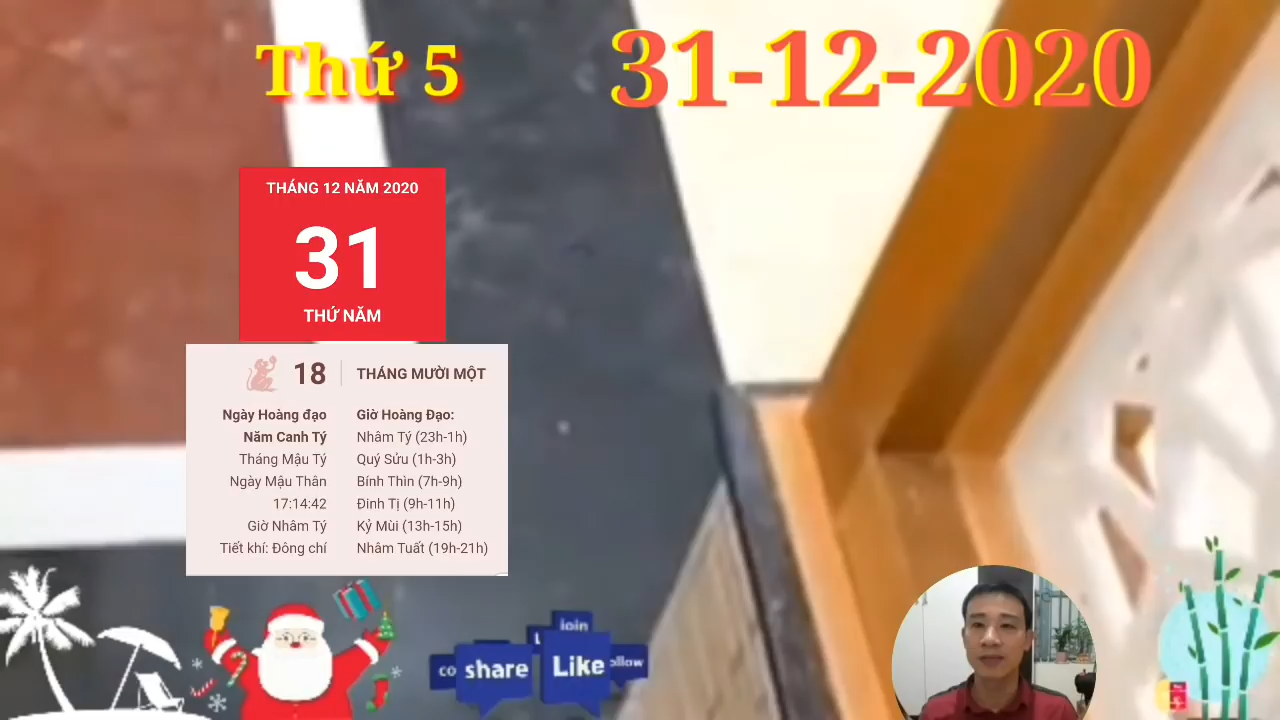 Thứ 5
31-12-2020
THÁNG 12 NĂM 2020
31
THỨ NĂM
18
THÁNG MƯỜI MỘT
Ngày Hoàng đạo
Năm Canh Tý
Tháng Mậu Tý
Ngày Mậu Thân
17:14:42
Giờ Nhâm Tý
Tiết khí: Đông chí
Giờ Hoàng Đạo:
Nhâm Tý (23h-1h)
Quý Sửu (1h-3h)
Bính Thìn (7h-9h)
Đinh Tị (9h-11h)
Kỷ Mùi (13h-15h)
Nhâm Tuất (19h-21h)
join
L
co
share
Like
ollow